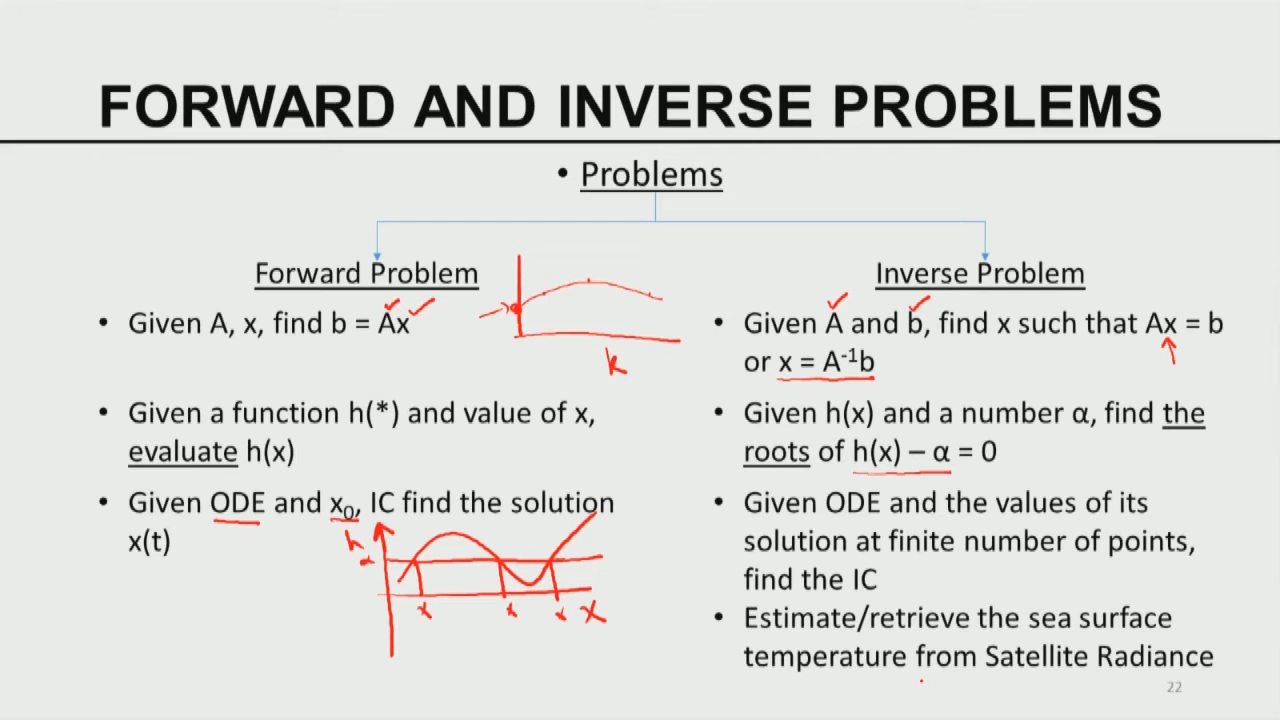 FORWARD AND INVERSE PROBLEMS
• Problems
Forward Problem
• Given A, x, find b = Ax
• Given a function h(*) and value of x,
evaluate h(x)
• Given ODE and x₀, IC find the solution
x(t)
k
h
α
x x x X
Inverse Problem
• Given A and b, find x such that Ax = b
or x = A⁻¹b
• Given h(x) and a number α, find the
roots of h(x) – α = 0
• Given ODE and the values of its
solution at finite number of points,
find the IC
• Estimate/retrieve the sea surface
temperature from Satellite Radiance
22